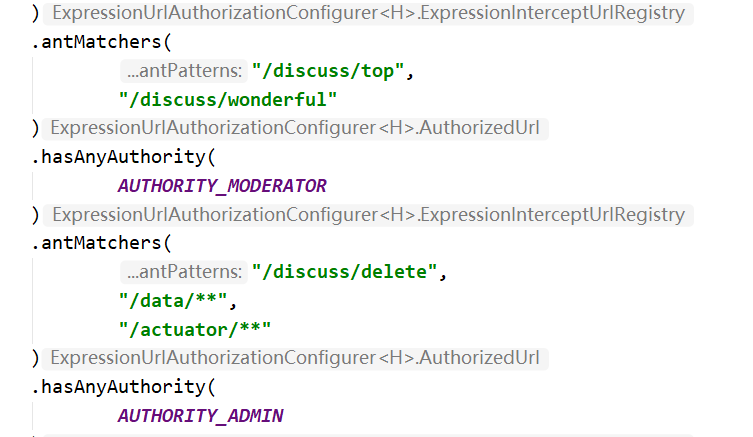 ) ExpressionUrlAuthorizationConfigurer<H>.ExpressionInterceptUrlRegistry
.antMatchers(
...antPatterns: "/discuss/top",
"/discuss/wonderful"
) ExpressionUrlAuthorizationConfigurer<H>.AuthorizedUrl
.hasAnyAuthority(
AUTHORITY_MODERATOR
) ExpressionUrlAuthorizationConfigurer<H>.ExpressionInterceptUrlRegistry
.antMatchers(
...antPatterns: "/discuss/delete",
"/data/**",
"/actuator/**"
) ExpressionUrlAuthorizationConfigurer<H>.AuthorizedUrl
.hasAnyAuthority(
AUTHORITY_ADMIN